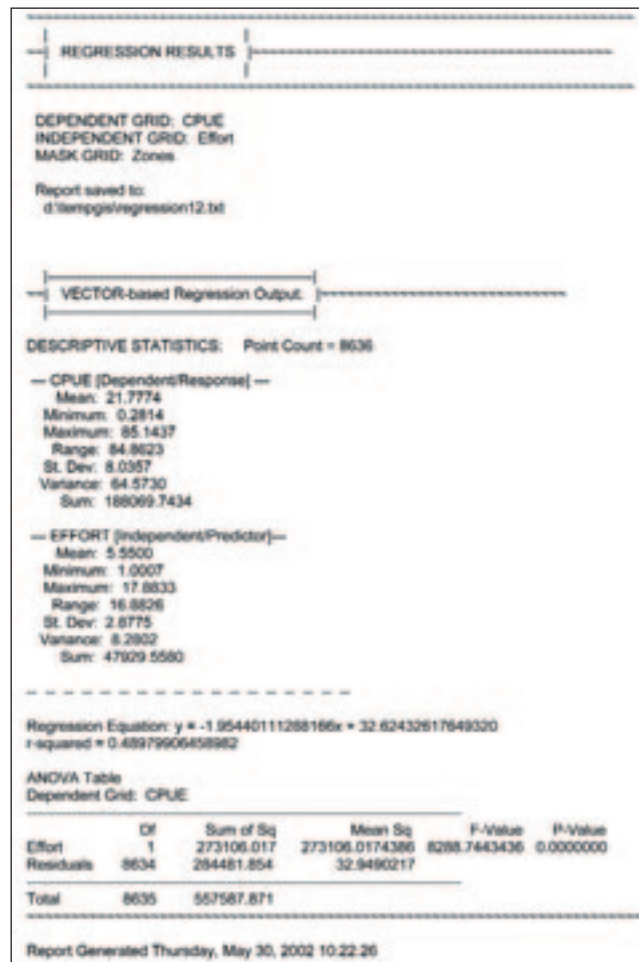 REGRESSION RESULTS
DEPENDENT GRID: CPUE
INDEPENDENT GRID: Effort
MASK GRID: Zones
Report saved to:
d:\tempgis\regression12.txt
VECTOR-based Regression Output.
DESCRIPTIVE STATISTICS: Point Count = 8636
--- CPUE [Dependent/Response] ---
Mean: 21.7774
Minimum: 0.2814
Maximum: 85.1437
Range: 84.8623
St. Dev: 8.0357
Variance: 64.5730
Sum: 188069.7434
--- EFFORT [Independent/Predictor]---
Mean: 5.5500
Minimum: 1.0007
Maximum: 17.8833
Range: 16.8826
St. Dev: 2.8775
Variance: 8.2802
Sum: 47929.5580
Regression Equation: y = -1.95440111288166x + 32.62432617649320
r-squared = 0.48979906458982
ANOVA Table
Dependent Grid: CPUE
Df Sum of Sq Mean Sq F-Value P-Value
Effort 1 273106.017 273106.0174386 8288.7443436 0.0000000
Residuals 8634 284481.854 32.9490217
Total 8635 557587.871
Report Generated Thursday, May 30, 2002 10:22:26